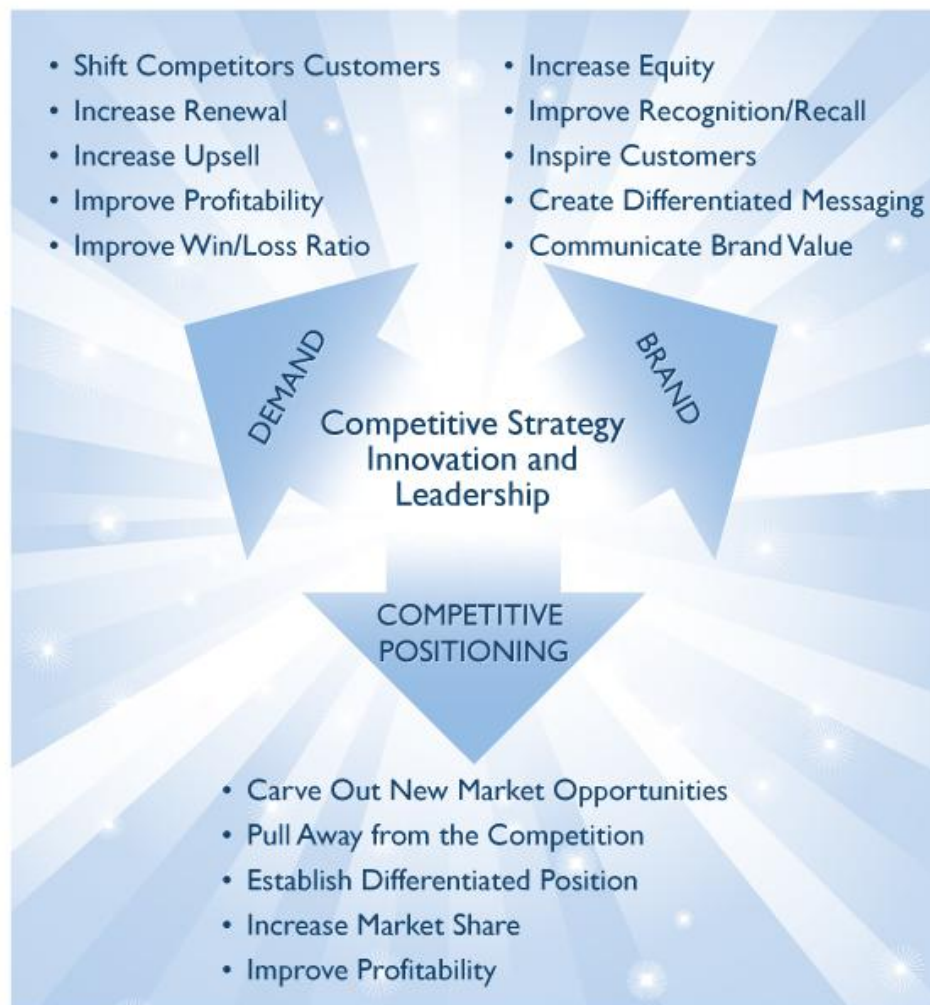 • Shift Competitors Customers
• Increase Renewal
• Increase Upsell
• Improve Profitability
• Improve Win/Loss Ratio
• Increase Equity
• Improve Recognition/Recall
• Inspire Customers
• Create Differentiated Messaging
• Communicate Brand Value
DEMAND
BRAND
Competitive Strategy
Innovation and
Leadership
COMPETITIVE
POSITIONING
• Carve Out New Market Opportunities
• Pull Away from the Competition
• Establish Differentiated Position
• Increase Market Share
• Improve Profitability